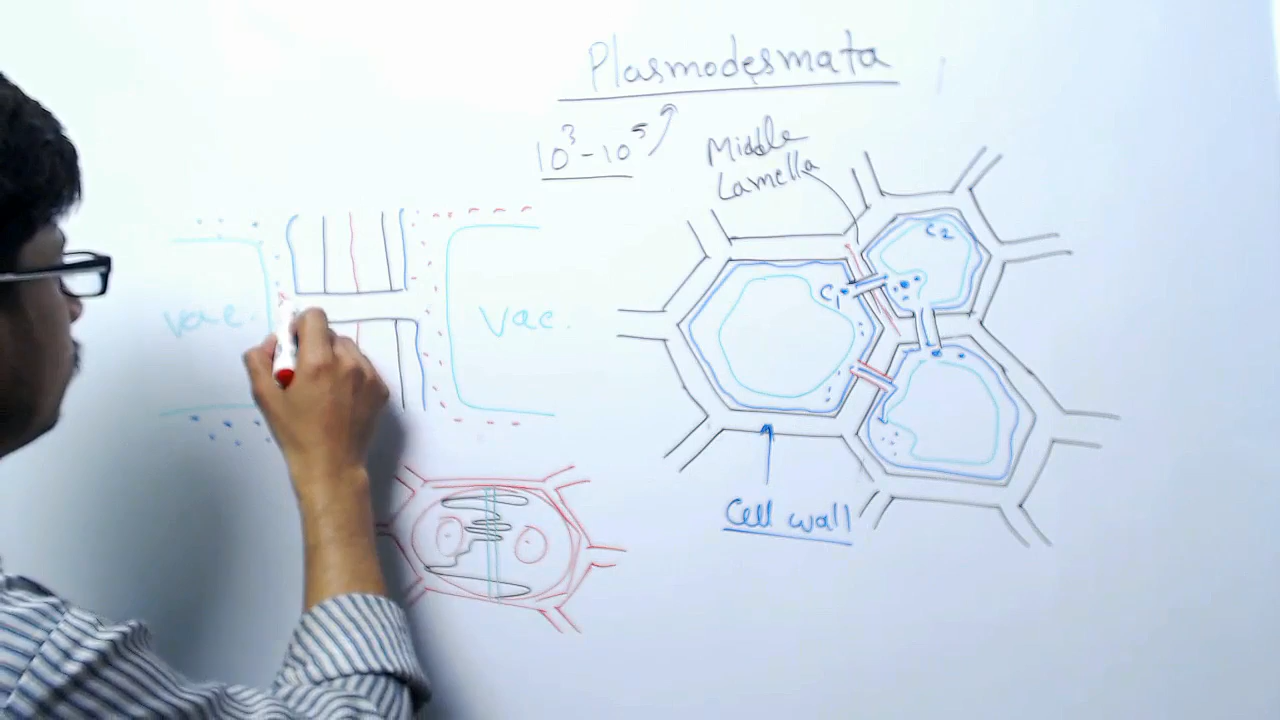 Plasmodesmata
10³-10⁵
Middle
Lamella
C2
C1
vac.
vac.
Cell wall